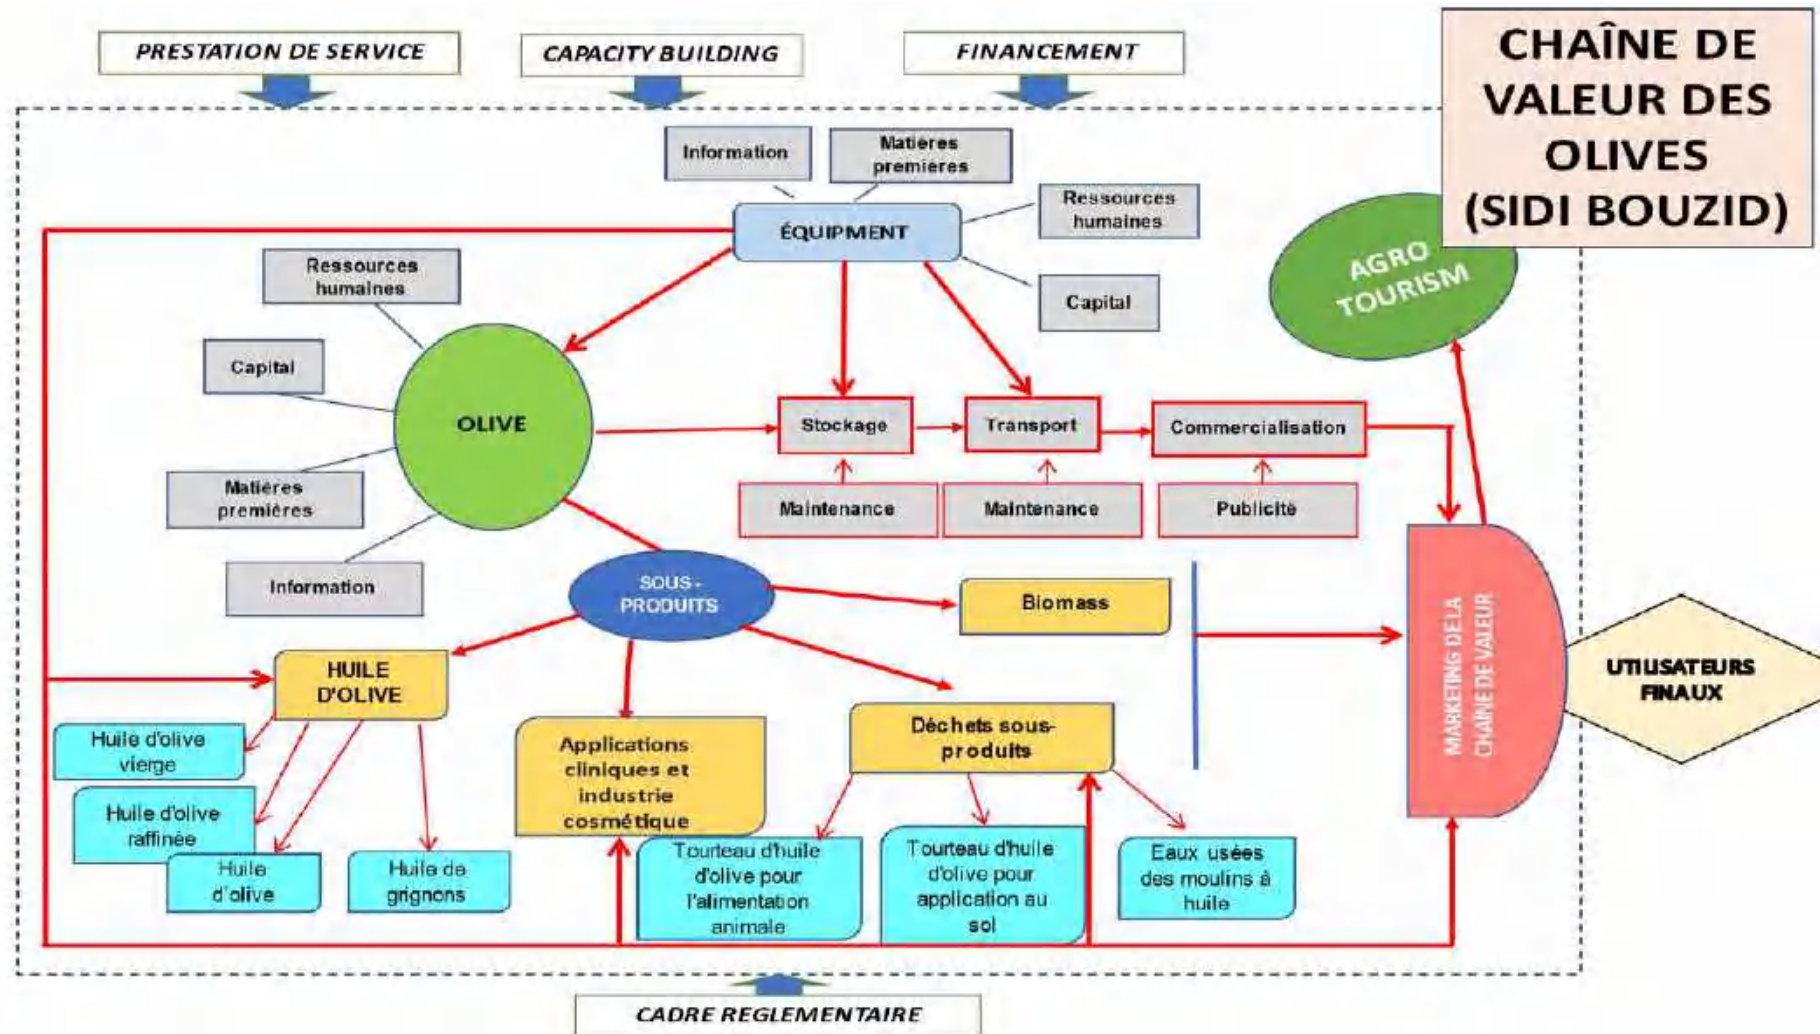 PRESTATION DE SERVICE
CAPACITY BUILDING
FINANCEMENT
CHAÎNE DE
VALEUR DES
OLIVES
(SIDI BOUZID)
Information
Matières
premières
Ressources
humaines
ÉQUIPMENT
Capital
AGRO
TOURISM
Ressources
humaines
Capital
OLIVE
Matières
premières
Information
Stockage
Transport
Commercialisation
Maintenance
Maintenance
Publicité
SOUS-
PRODUITS
Biomass
HUILE
D'OLIVE
Huile d'olive
vierge
Huile d'olive
raffinée
Huile
d'olive
Huile de
grignons
Applications
cliniques et
industrie
cosmétique
Déchets sous-
produits
Tourteau d'huile
d'olive pour
l'alimentation
animale
Tourteau d'huile
d'olive pour
application au
sol
Eaux usées
des moulins à
huile
MARKETING DE LA
CHAINE DE VALEUR
UTILISATEURS
FINAUX
CADRE REGLEMENTAIRE